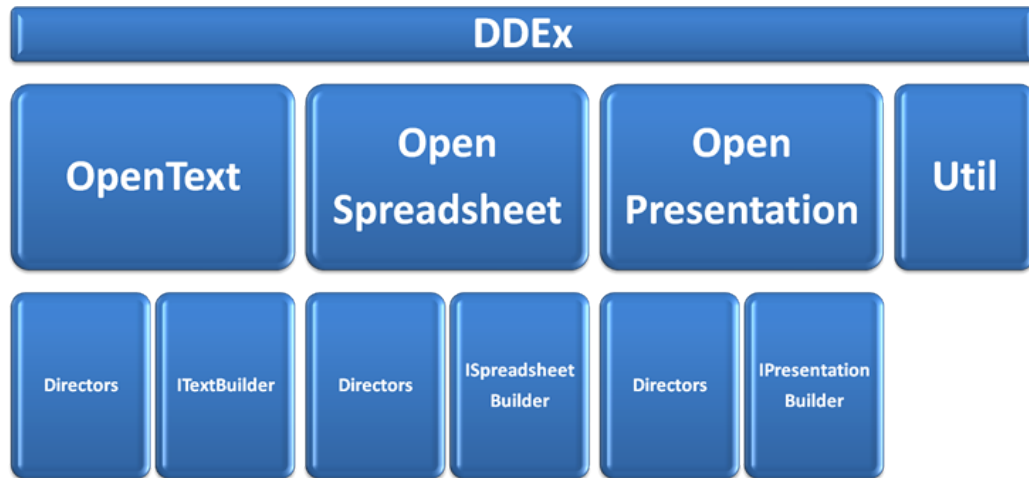 DDEx
OpenText
Open
Spreadsheet
Open
Presentation
Util
Directors
ITextBuilder
Directors
ISpreadsheet
Builder
Directors
IPresentation
Builder